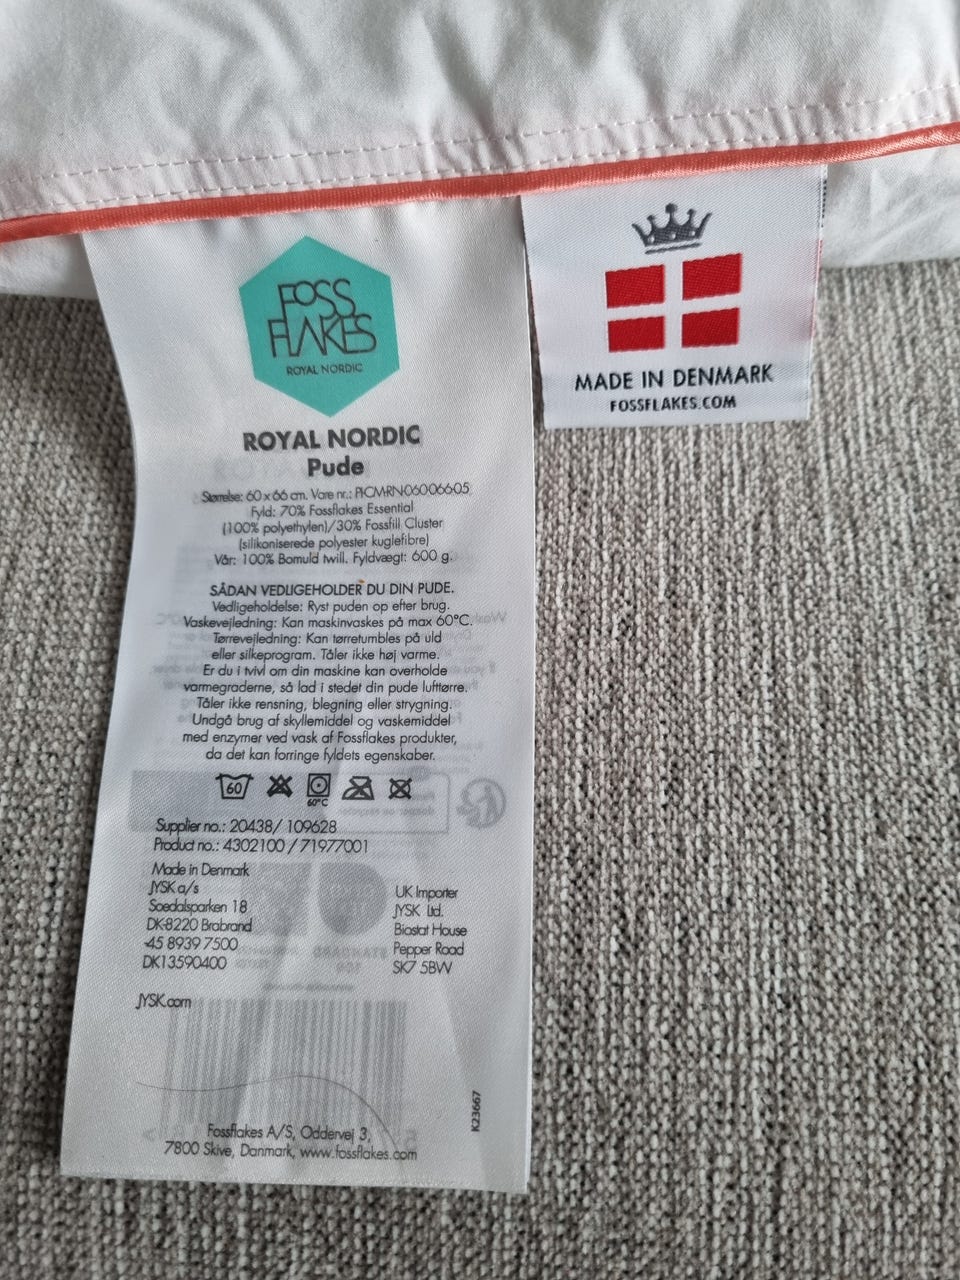 FOSS
FLAKES
ROYAL NORDIC
ROYAL NORDIC
Pude
Størrelse: 60 x 66 cm. Vare nr.: PICMRN06006605
Fyld: 70% Fossflakes Essential
(100% polyethylen)/30% Fossfill Cluster
(silikoniserede polyester kuglefibre)
Vår: 100% Bomuld twill. Fyldvægt: 600 g.
SÅDAN VEDLIGEHOLDER DU DIN PUDE.
Vedligeholdelse: Ryst puden op efter brug.
Vaskevejledning: Kan maskinvaskes på max 60°C.
Tørrevejledning: Kan tørretumbles på uld
eller silkeprogram. Tåler ikke høj varme.
Er du i tvivl om din maskine kan overholde
varmegraderne, så lad i stedet din pude lufttørre.
Tåler ikke rensning, blegning eller strygning.
Undgå brug af skyllemiddel og vaskemiddel
med enzymer ved vask af Fossflakes produkter,
da det kan forringe fyldets egenskaber.
60
60°C
Supplier no.: 20438/ 109628
Product no.: 4302100 / 71977001
Made in Denmark
JYSK a/s
Soedalsparken 18
DK-8220 Brabrand
-45 8939 7500
DK13590400
JYSK.com
UK Importer
JYSK Ltd.
Biostat House
Pepper Road
SK7 5BW
K23667
Fossflakes A/S, Oddervej 3,
7800 Skive, Danmark, www.fossflakes.com
MADE IN DENMARK
FOSSFLAKES.COM